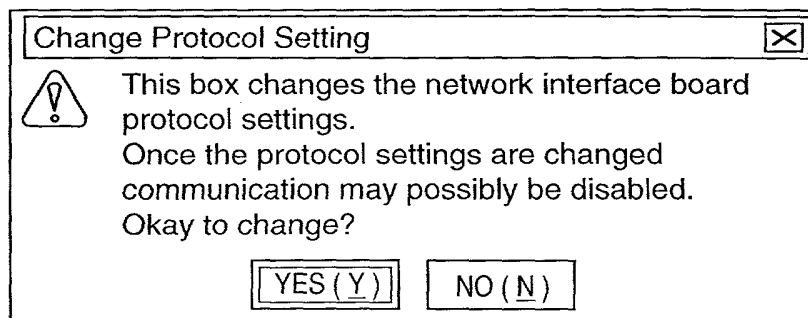 Change Protocol Setting
This box changes the network interface board
protocol settings.
Once the protocol settings are changed
communication may possibly be disabled.
Okay to change?
YES ( Y ) NO ( N )